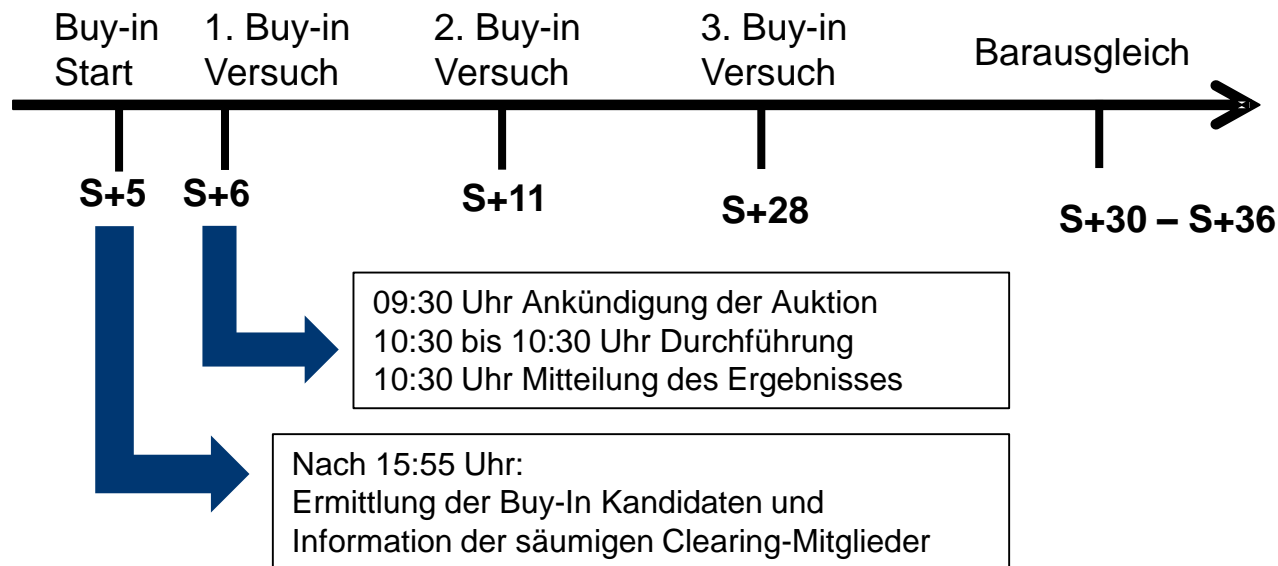 Buy-in
Start
1. Buy-in
Versuch
2. Buy-in
Versuch
3. Buy-in
Versuch
Barausgleich
S+5
S+6
S+11
S+28
S+30 – S+36
09:30 Uhr Ankündigung der Auktion
10:30 bis 10:30 Uhr Durchführung
10:30 Uhr Mitteilung des Ergebnisses
Nach 15:55 Uhr:
Ermittlung der Buy-In Kandidaten und
Information der säumigen Clearing-Mitglieder